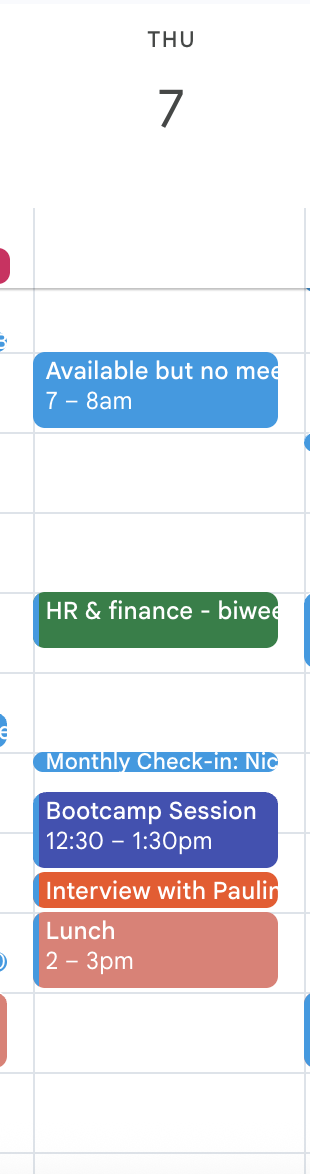 THU
7
Available but no mee
7 – 8am
HR & finance - biwee
Monthly Check-in: Nic
Bootcamp Session
12:30 – 1:30pm
Interview with Paulin
Lunch
2 – 3pm